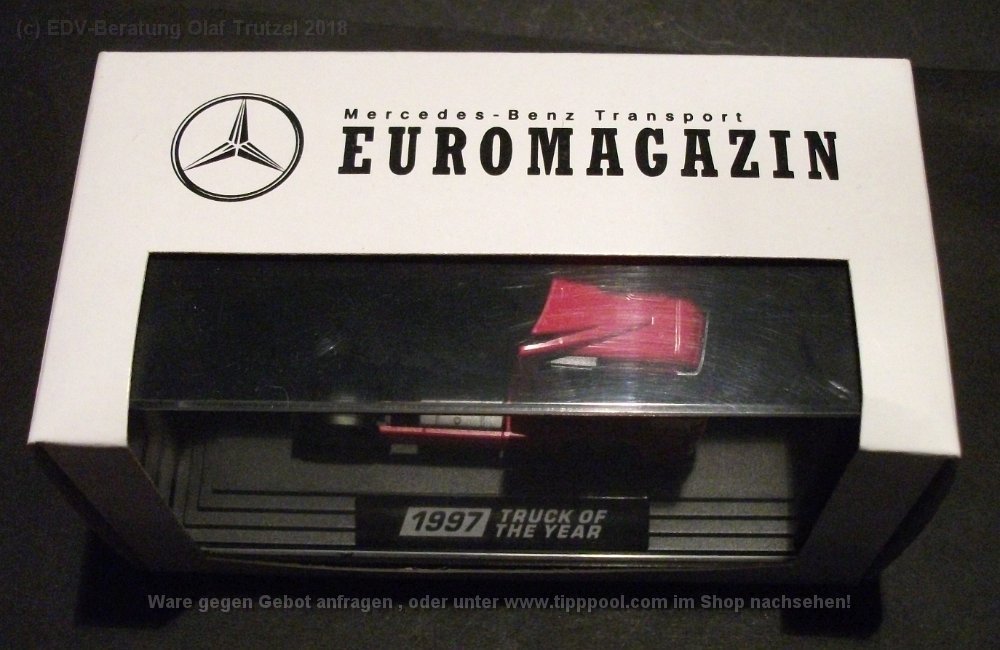 (c) EDV-Beratung Olaf Trutzel 2018
Mercedes-Benz Transport
EUROMAGAZIN
1997 TRUCK OF
THE YEAR
Ware gegen Gebot anfragen , oder unter www.tipppool.com im Shop nachsehen!